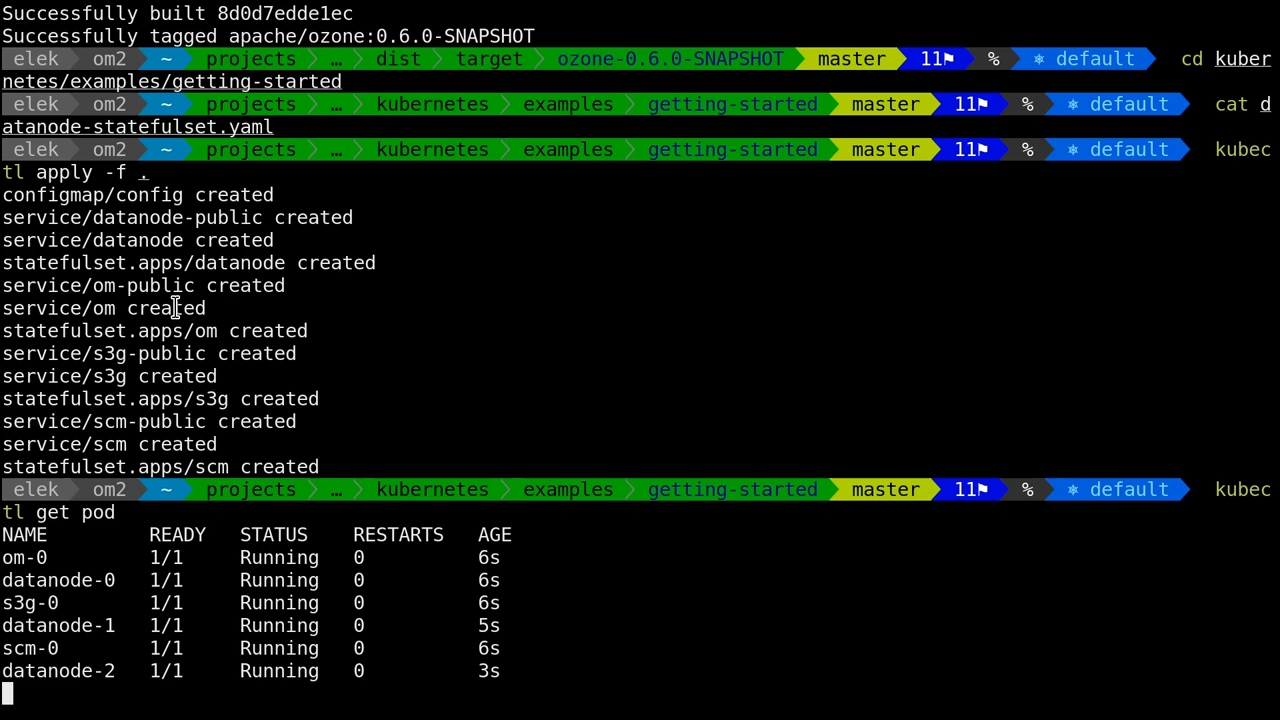 Successfully built 8d0d7edde1ec
Successfully tagged apache/ozone:0.6.0-SNAPSHOT
elek om2 ~ projects … dist target ozone-0.6.0-SNAPSHOT master 11⚑ % ⎈ default cd kuber
netes/examples/getting-started
elek om2 ~ projects … kubernetes examples getting-started master 11⚑ % ⎈ default cat d
atanode-statefulset.yaml
elek om2 ~ projects … kubernetes examples getting-started master 11⚑ % ⎈ default kubec
tl apply -f .
configmap/config created
service/datanode-public created
service/datanode created
statefulset.apps/datanode created
service/om-public created
service/om created
statefulset.apps/om created
service/s3g-public created
service/s3g created
statefulset.apps/s3g created
service/scm-public created
service/scm created
statefulset.apps/scm created
elek om2 ~ projects … kubernetes examples getting-started master 11⚑ % ⎈ default kubec
tl get pod
NAME READY STATUS RESTARTS AGE
om-0 1/1 Running 0 6s
datanode-0 1/1 Running 0 6s
s3g-0 1/1 Running 0 6s
datanode-1 1/1 Running 0 5s
scm-0 1/1 Running 0 6s
datanode-2 1/1 Running 0 3s